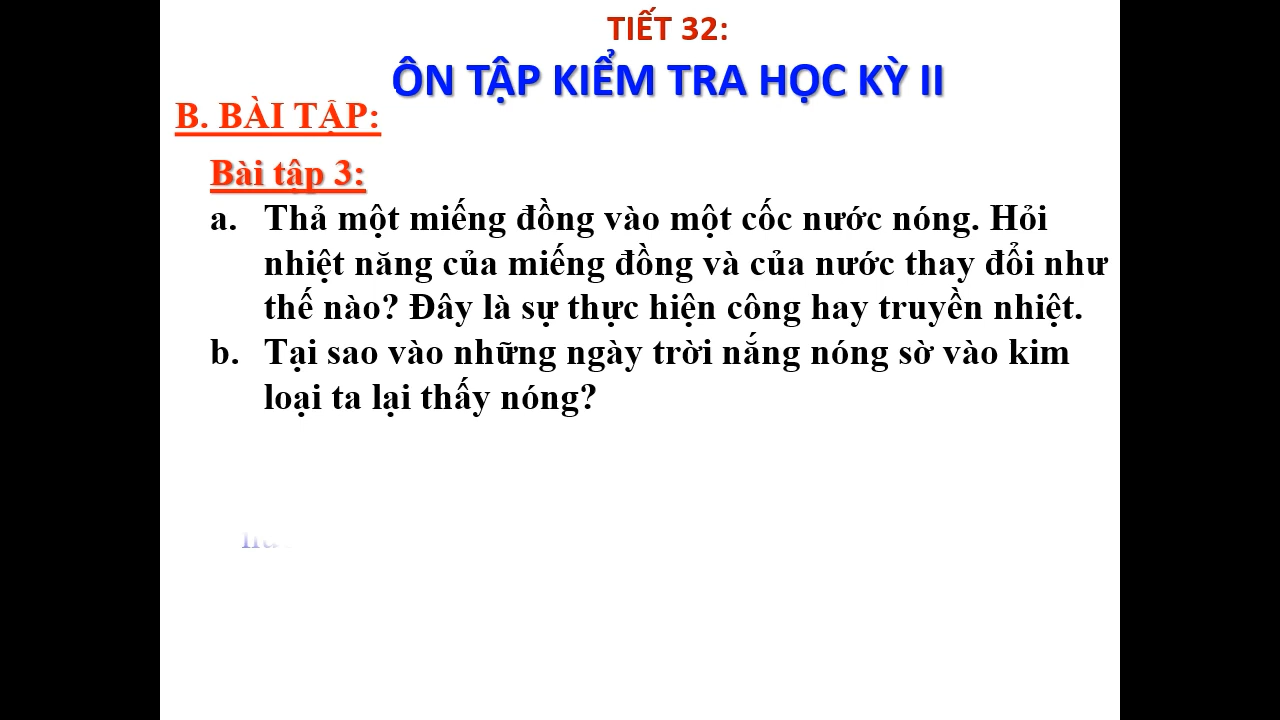 TIẾT 32:
ÔN TẬP KIỂM TRA HỌC KỲ II
B. BÀI TẬP:
Bài tập 3:
a. Thả một miếng đồng vào một cốc nước nóng. Hỏi
nhiệt năng của miếng đồng và của nước thay đổi như
thế nào? Đây là sự thực hiện công hay truyền nhiệt.
b. Tại sao vào những ngày trời nắng nóng sờ vào kim
loại ta lại thấy nóng?